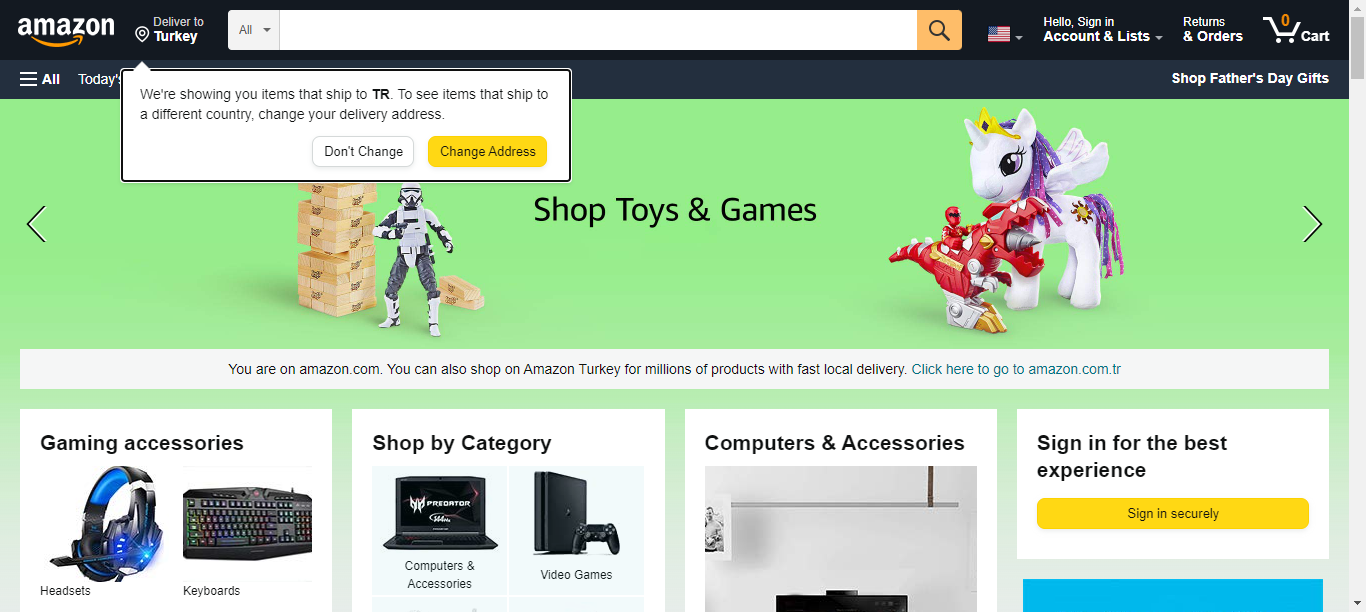 amazon
Deliver to
Turkey
All
Hello, Sign in
Account & Lists
Returns
& Orders
0
Cart
All
Today's
Shop Father's Day Gifts
We're showing you items that ship to TR. To see items that ship to
a different country, change your delivery address.
Don't Change
Change Address
Shop Toys & Games
You are on amazon.com. You can also shop on Amazon Turkey for millions of products with fast local delivery. Click here to go to amazon.com.tr
Gaming accessories
Headsets
Keyboards
Shop by Category
PREDATOR
Computers &
Accessories
Video Games
Computers & Accessories
Sign in for the best
experience
Sign in securely